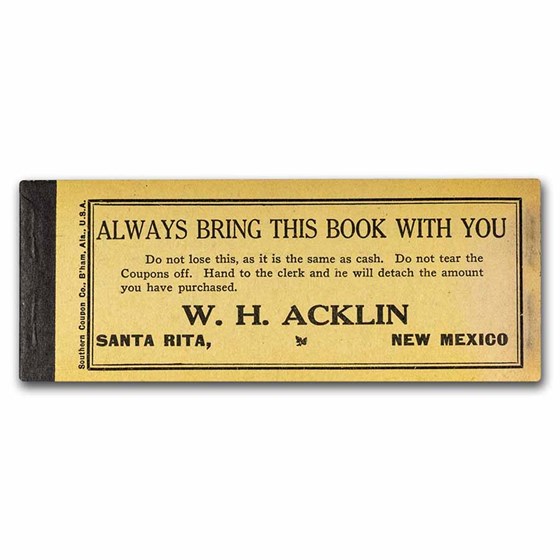 Southern Coupon Co., B'ham, Ala., U.S.A.
ALWAYS BRING THIS BOOK WITH YOU
Do not lose this, as it is the same as cash. Do not tear the
Coupons off. Hand to the clerk and he will detach the amount
you have purchased.
W. H. ACKLIN
SANTA RITA, NEW MEXICO